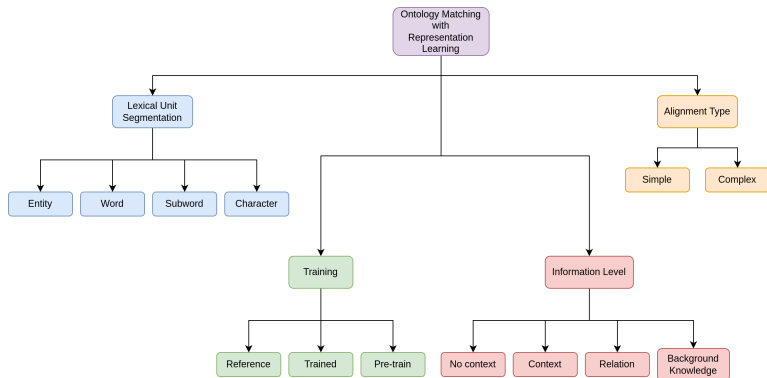 Ontology Matching
with
Representation
Learning
Lexical Unit
Segmentation
Alignment Type
Simple
Complex
Entity
Word
Subword
Character
Training
Information Level
Reference
Trained
Pre-train
No context
Context
Relation
Background
Knowledge